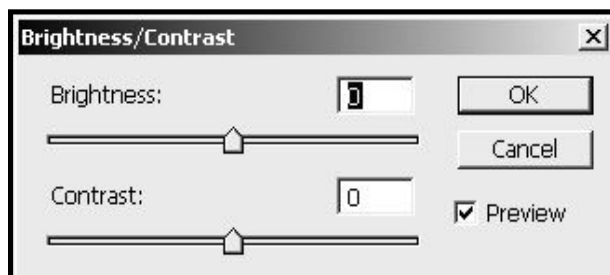 Brightness/Contrast
Brightness: 0
OK
Cancel
Contrast: 0
Preview